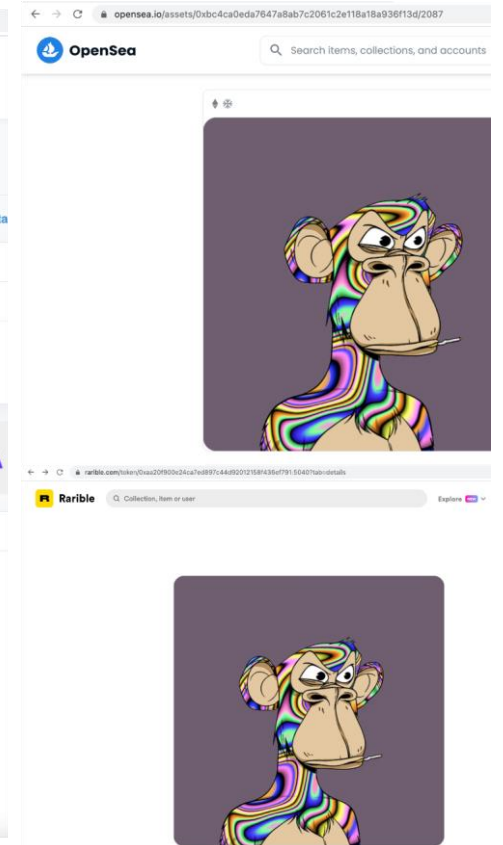 opensea.io/assets/0xbc4ca0eda7647a8ab7c2061c2e118a18a936f13d/2087
OpenSea
Search items, collections, and accounts
ta
rarible.com/token/0xaa20f900e24ca7ed897c44d92012158f436ef791:5040?tab=details
Rarible
Collection, item or user
Explore